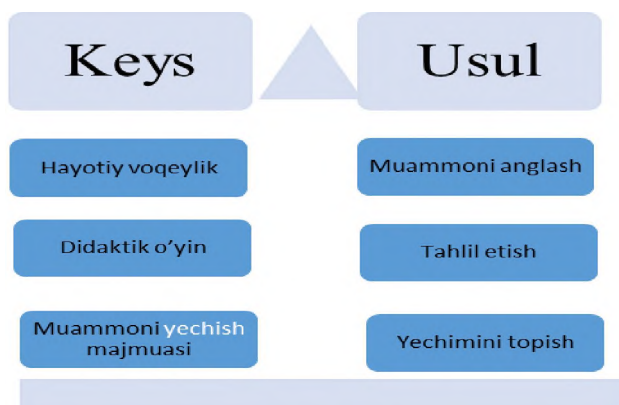 Keys
Usul
Hayotiy voqeylik
Muammoni anglash
Didaktik o'yin
Tahlil etish
Muammoni yechish
majmuasi
Yechimini topish